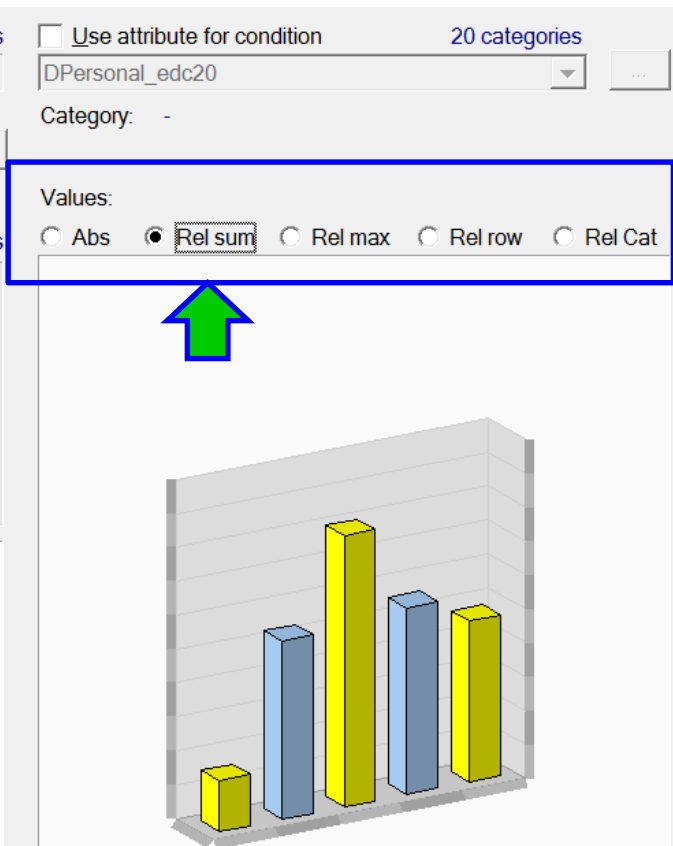 s
Use attribute for condition 20 categories
DPersonal_edc20 ...
Category: -
Values:
s
Abs Rel sum Rel max Rel row Rel Cat